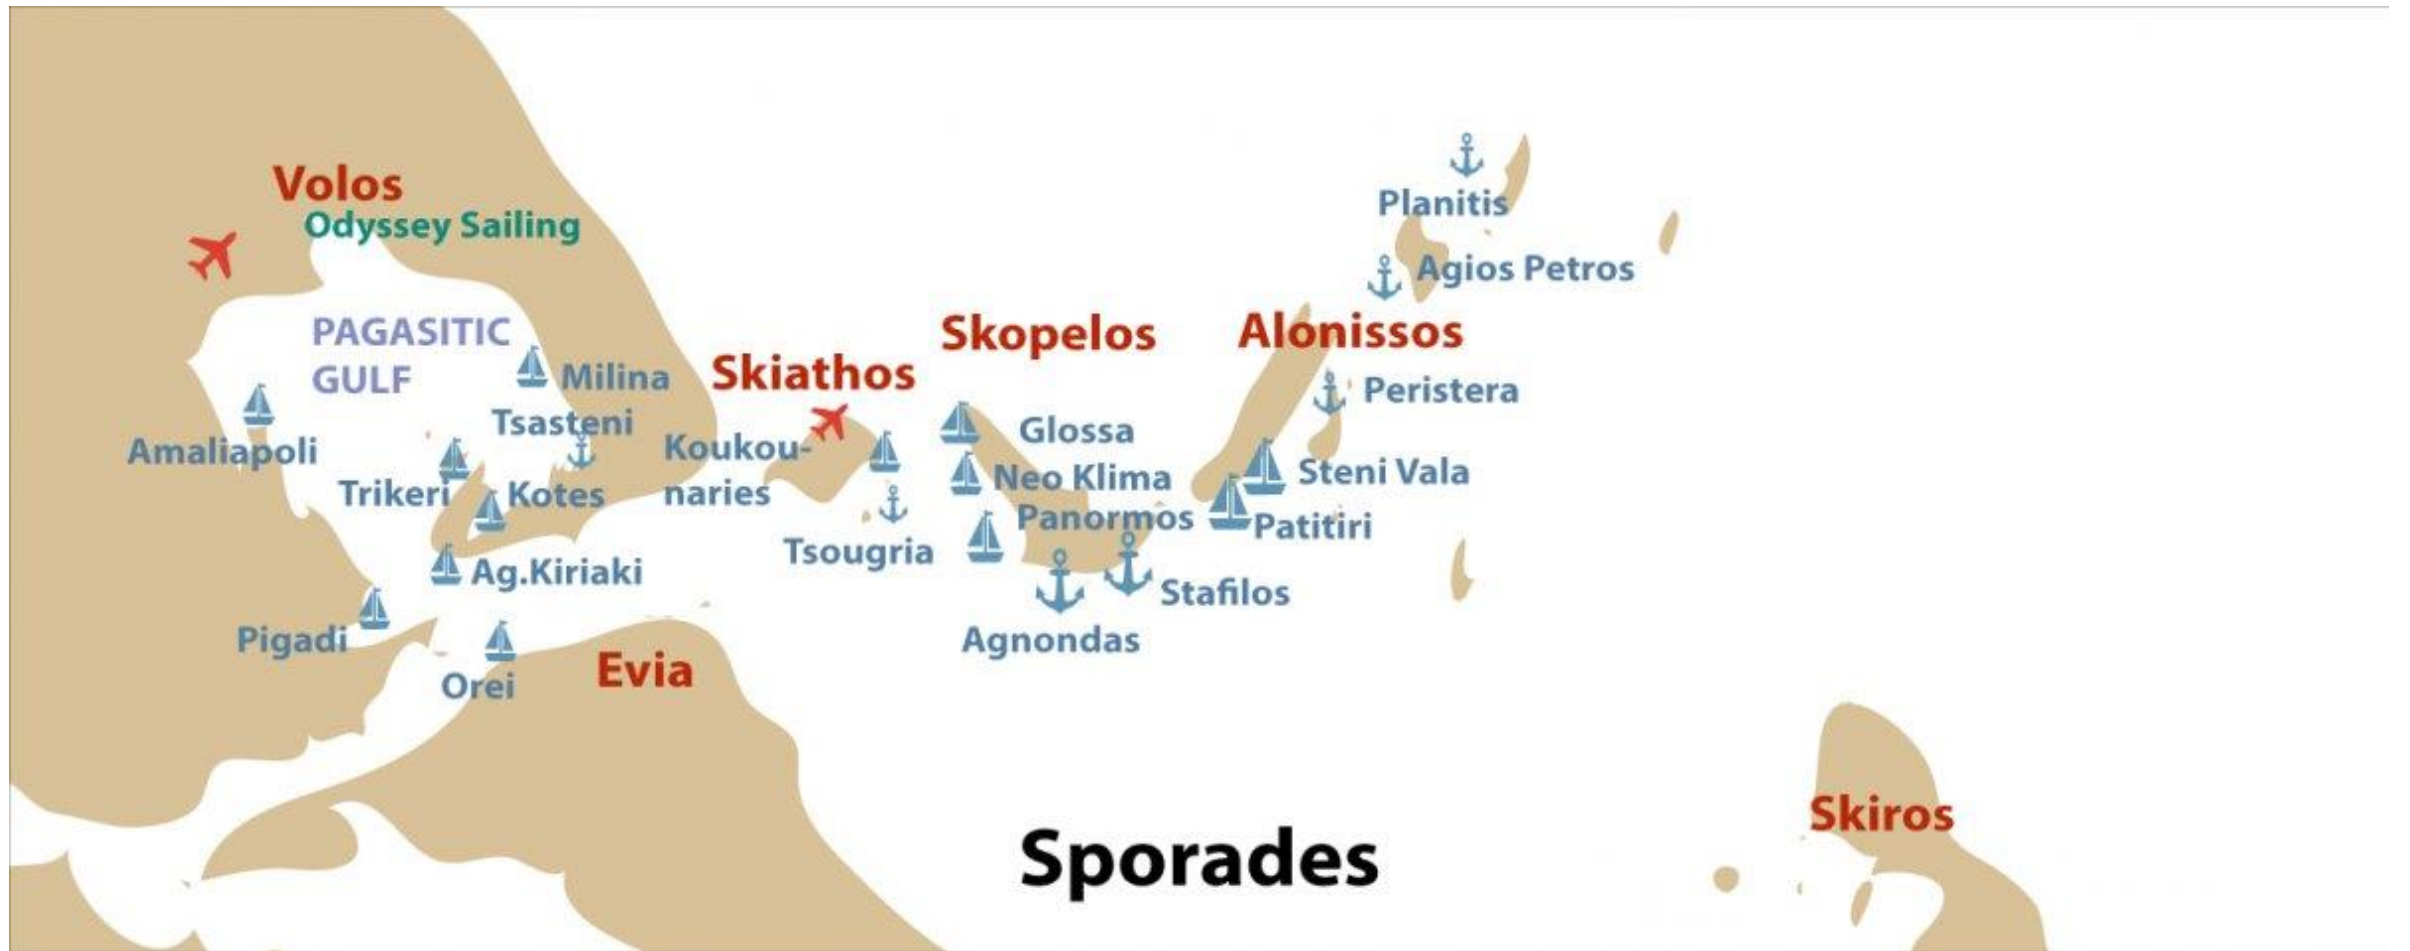 Volos
Odyssey Sailing
PAGASITIC
GULF
Milina
Tsasteni
Amaliapoli
Trikeri
Kotes
Ag.Kiriaki
Pigadi
Orei
Evia
Skiathos
Koukou-
naries
Tsougria
Skopelos
Glossa
Neo Klima
Panormos
Stafilos
Agnondas
Planitis
Agios Petros
Alonissos
Peristera
Steni Vala
Patitiri
Skiros
Sporades